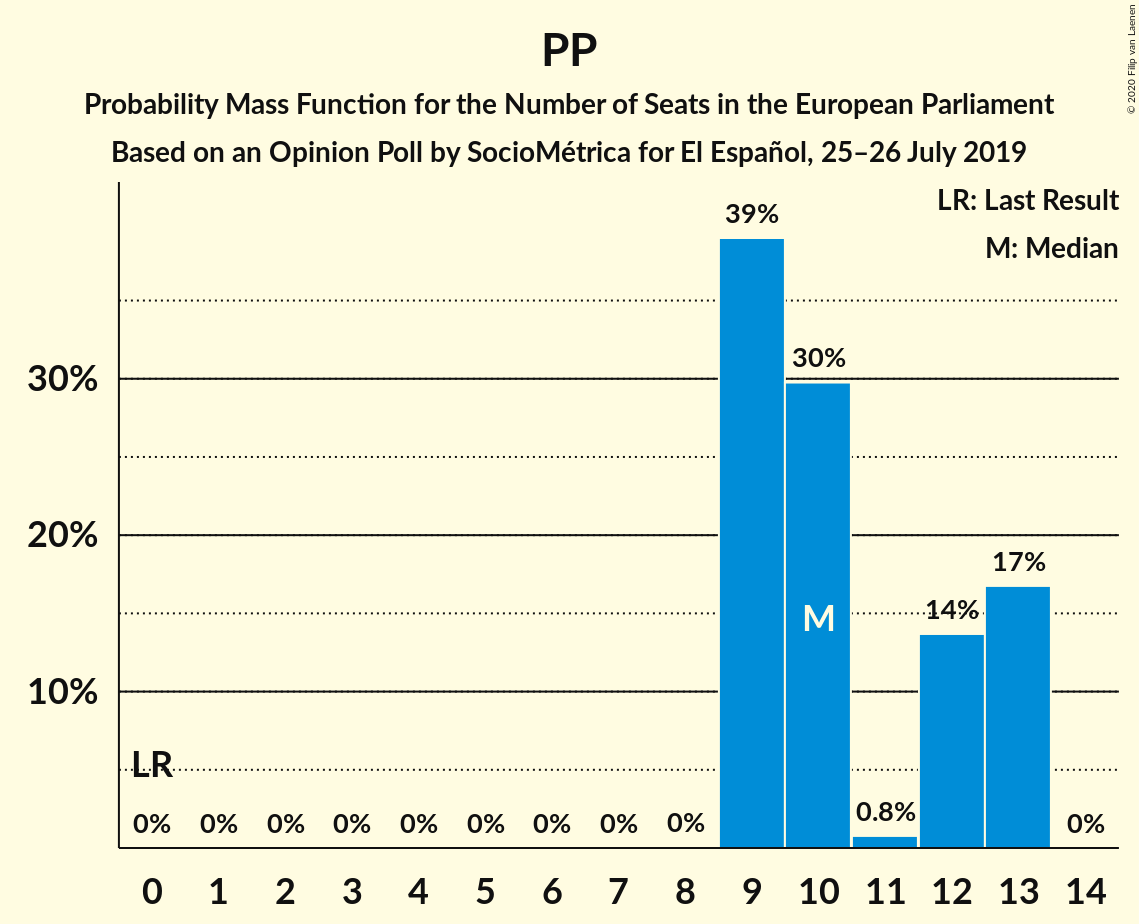 PP
Probability Mass Function for the Number of Seats in the European Parliament
Based on an Opinion Poll by SocioMétrica for El Español, 25–26 July 2019
© 2020 Filip van Laenen
LR: Last Result
M: Median
39%
30%
30%
20%
17%
14%
M
10%
LR
0.8%
0% 0% 0% 0% 0% 0% 0% 0% 0% 0%
0 1 2 3 4 5 6 7 8 9 10 11 12 13 14